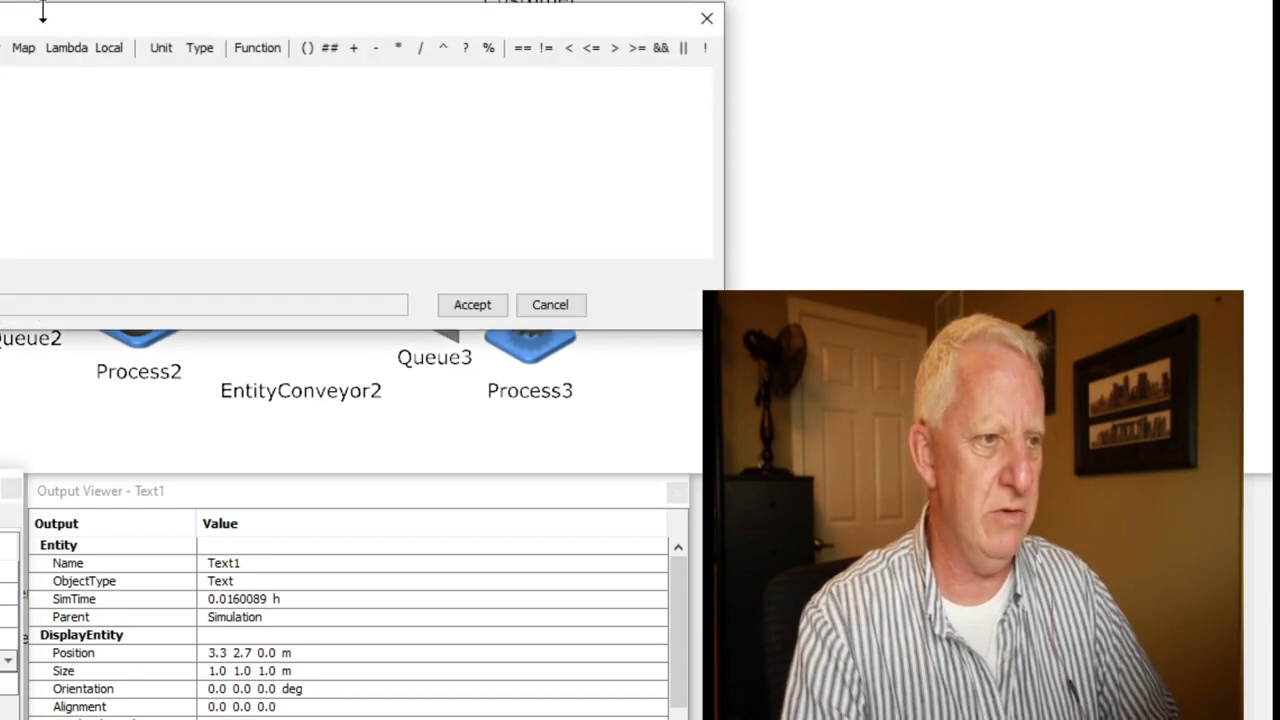 Map Lambda Local Unit Type Function () ## + - * / ^ ? % == != < <= > >= && || !
Accept Cancel
Queue2
Process2
EntityConveyor2
Queue3
Process3
Output Viewer - Text1
Output Value
Entity
Name Text1
ObjectType Text
SimTime 0.0160089 h
Parent Simulation
DisplayEntity
Position 3.3 2.7 0.0 m
Size 1.0 1.0 1.0 m
Orientation 0.0 0.0 0.0 deg
Alignment 0.0 0.0 0.0